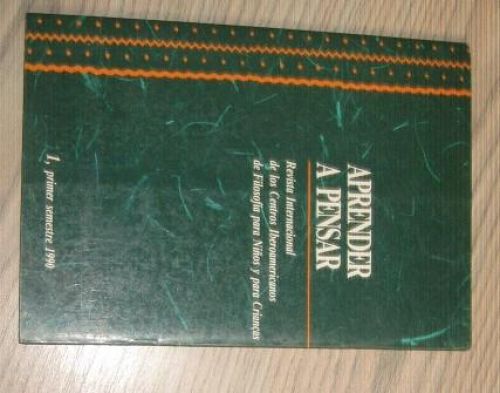 APRENDER
A PENSAR
Revista Internacional
de los Centros Iberoamericanos
de Filosofía para Niños y para Crianças
1, primer semestre 1990